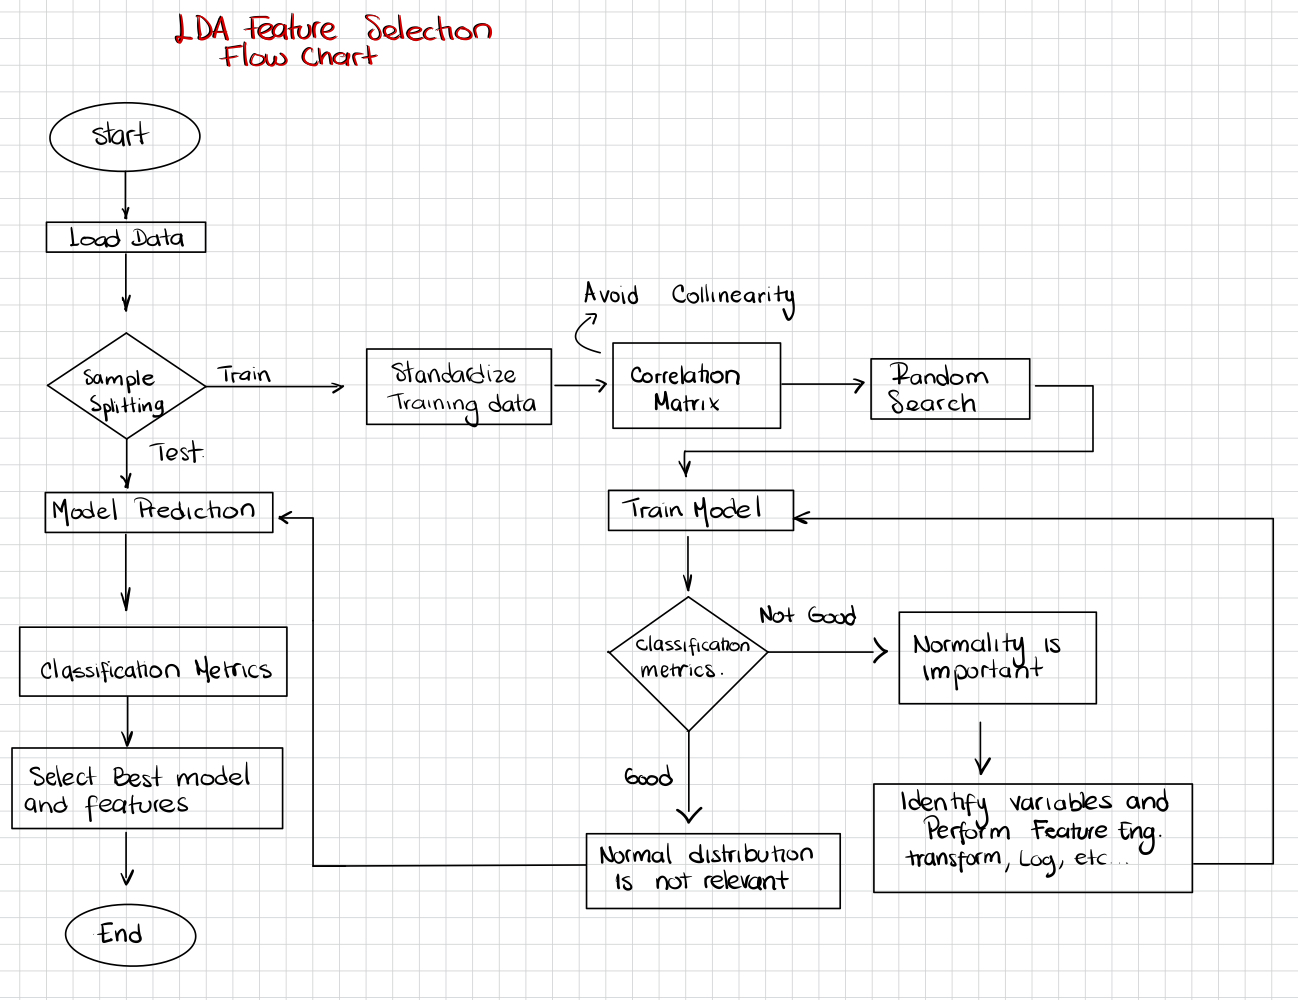 LDA Feature Selection
Flow Chart
Start
Load Data
Sample
Splitting
Train
Test.
Standardize
Training data
Avoid Collinearity
Correlation
Matrix
Random
Search
Model Prediction
Train Model
Classification Metrics
classification
metrics.
Not Good
Normality is
important
Good
Select Best model
and features
Identify variables and
Perform Feature Eng.
transform, Log, etc...
Normal distribution
is not relevant
End